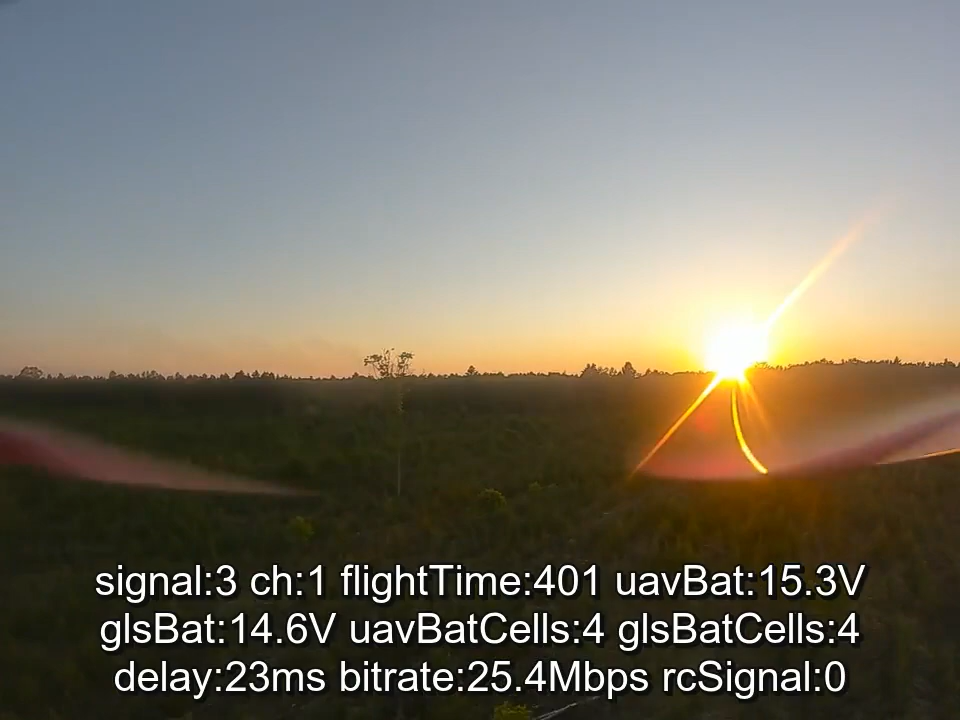 signal:3 ch:1 flightTime:401 uavBat:15.3V
glsBat:14.6V uavBatCells:4 glsBatCells:4
delay:23ms bitrate:25.4Mbps rcSignal:0